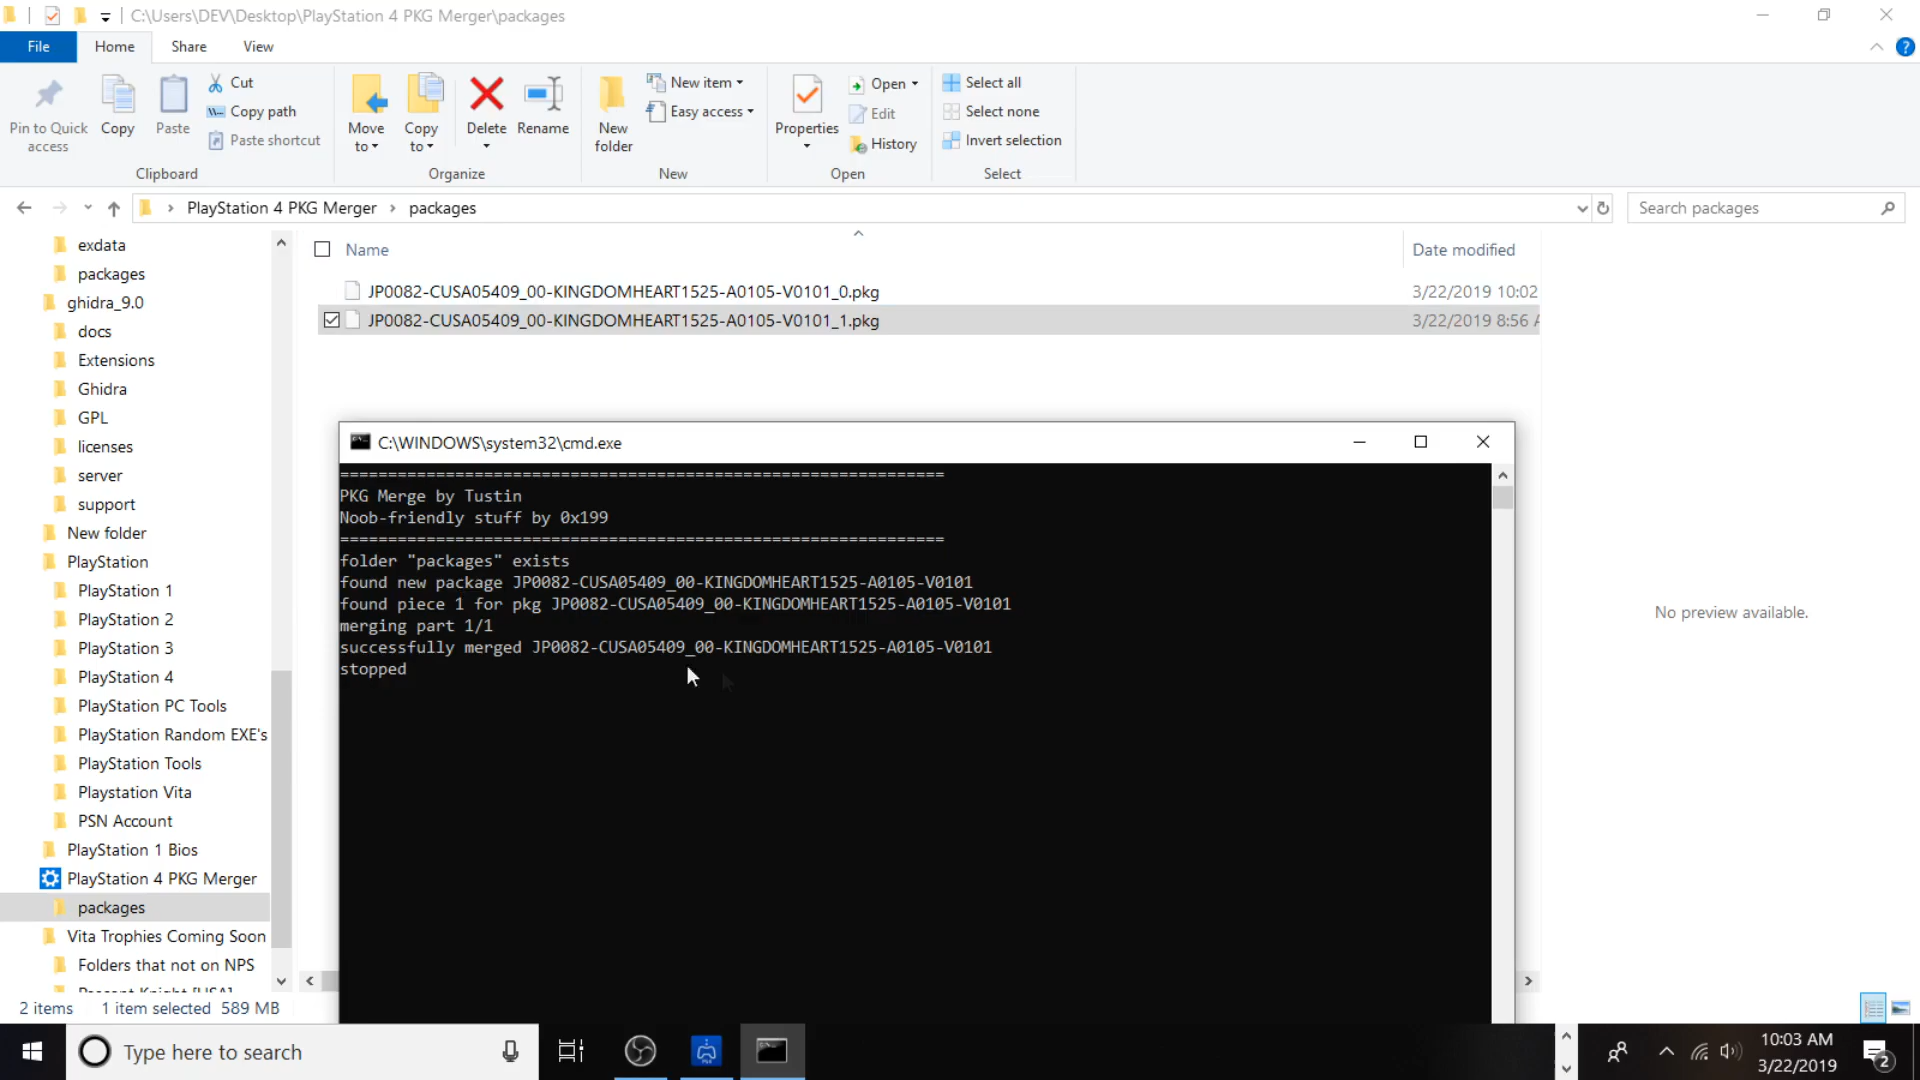 C:\Users\DEV\Desktop\PlayStation 4 PKG Merger\packages
File
Home
Share
View
Pin to Quick
access
Copy
Paste
Cut
Copy path
Paste shortcut
Clipboard
Move
to
Copy
to
Delete
Rename
Organize
New
folder
New item
Easy access
New
Properties
Open
Edit
History
Open
Select all
Select none
Invert selection
Select
PlayStation 4 PKG Merger
packages
Search packages
exdata
packages
ghidra_9.0
docs
Extensions
Ghidra
GPL
licenses
server
support
New folder
PlayStation
PlayStation 1
PlayStation 2
PlayStation 3
PlayStation 4
PlayStation PC Tools
PlayStation Random EXE's
PlayStation Tools
Playstation Vita
PSN Account
PlayStation 1 Bios
PlayStation 4 PKG Merger
packages
Vita Trophies Coming Soon
Folders that not on NPS
Name
Date modified
JP0082-CUSA05409_00-KINGDOMHEART1525-A0105-V0101_0.pkg
3/22/2019 10:02
JP0082-CUSA05409_00-KINGDOMHEART1525-A0105-V0101_1.pkg
3/22/2019 8:56 A
No preview available.
C:\WINDOWS\system32\cmd.exe
===============================================================
PKG Merge by Tustin
Noob-friendly stuff by 0x199
===============================================================
folder "packages" exists
found new package JP0082-CUSA05409_00-KINGDOMHEART1525-A0105-V0101
found piece 1 for pkg JP0082-CUSA05409_00-KINGDOMHEART1525-A0105-V0101
merging part 1/1
successfully merged JP0082-CUSA05409_00-KINGDOMHEART1525-A0105-V0101
stopped
2 items
1 item selected 589 MB
Type here to search
10:03 AM
3/22/2019
2